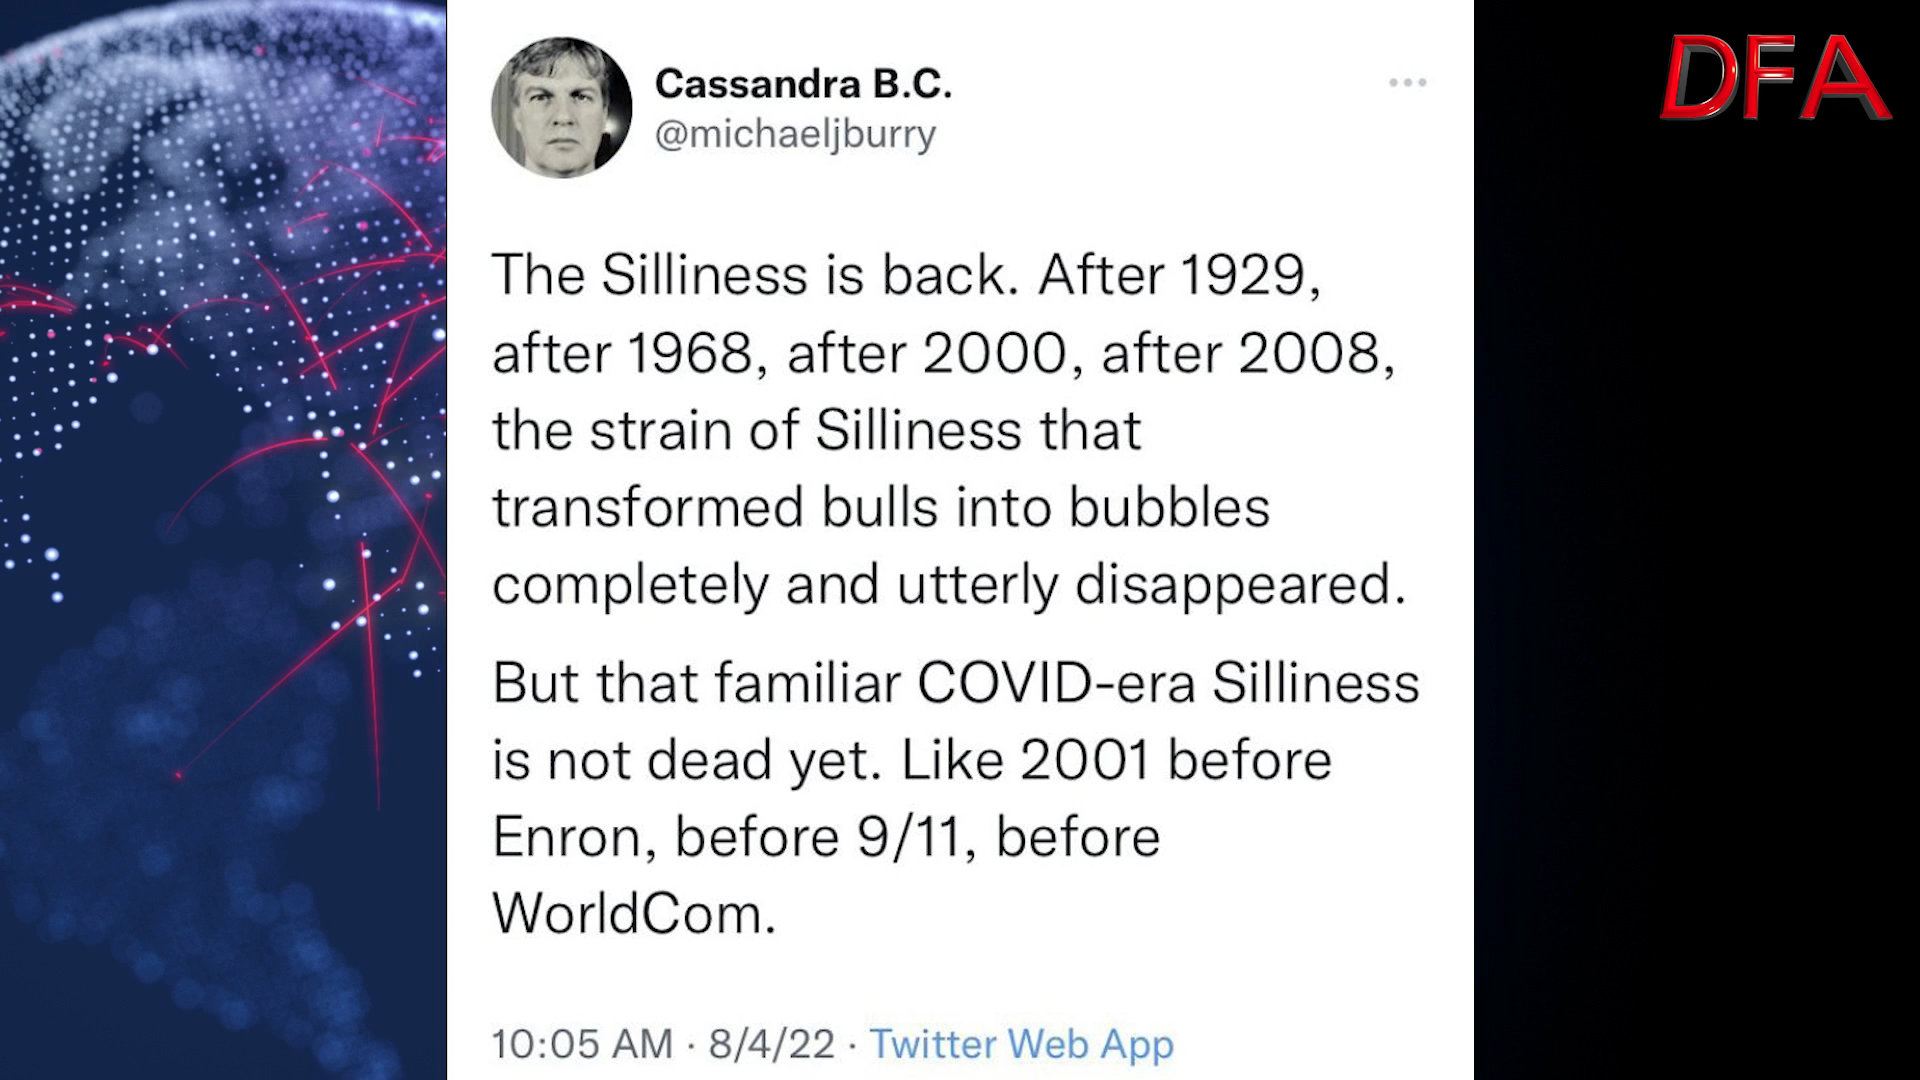 DFA
Cassandra B.C.
@michaeljburry
The Silliness is back. After 1929,
after 1968, after 2000, after 2008,
the strain of Silliness that
transformed bulls into bubbles
completely and utterly disappeared.
But that familiar COVID-era Silliness
is not dead yet. Like 2001 before
Enron, before 9/11, before
WorldCom.
10:05 AM · 8/4/22 · Twitter Web App